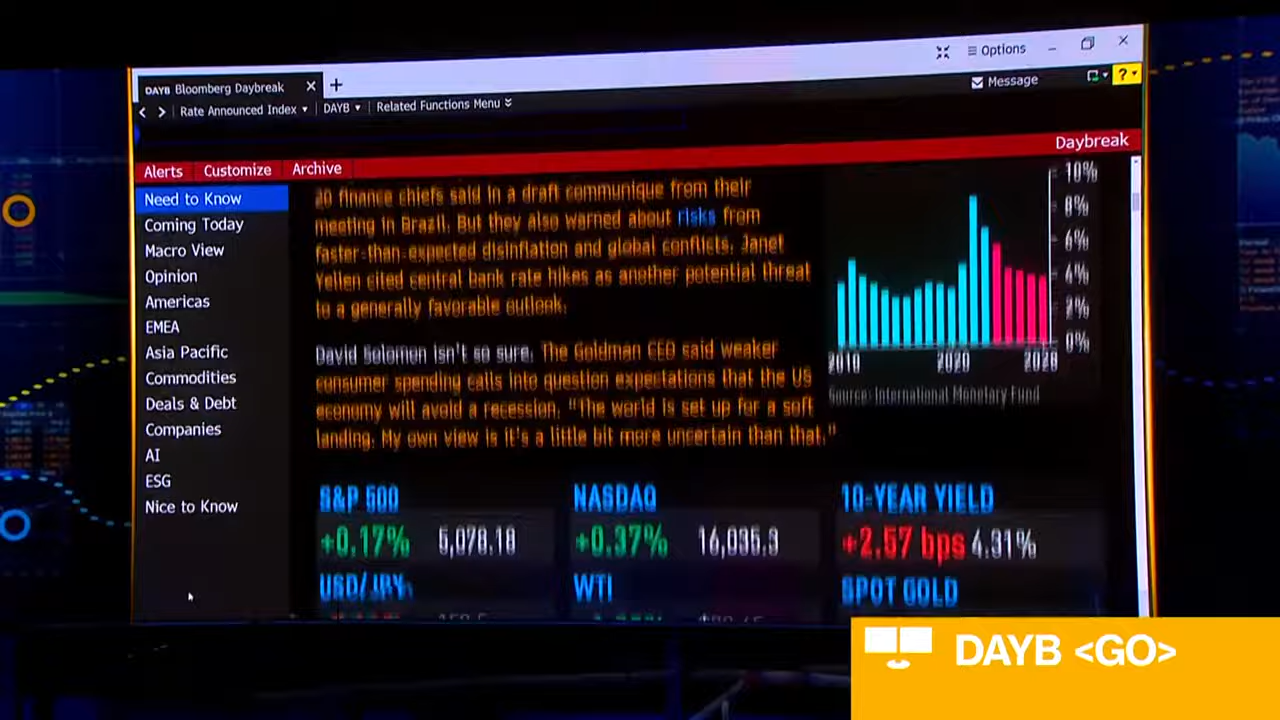 Options
DAYB Bloomberg Daybreak
Message
?
Rate Announced Index
DAYB
Related Functions Menu
Daybreak
Alerts
Customize
Archive
Need to Know
Coming Today
Macro View
Opinion
Americas
EMEA
Asia Pacific
Commodities
Deals & Debt
Companies
AI
ESG
Nice to Know
20 finance chiefs said in a draft communique from their
meeting in Brazil. But they also warned about risks from
faster-than-expected disinflation and global conflicts. Janet
Yellen cited central bank rate hikes as another potential threat
to a generally favorable outlook.
David Solomon isn't so sure. The Goldman CEO said weaker
consumer spending calls into question expectations that the US
economy will avoid a recession. "The world is set up for a soft
landing. My own view is it's a little bit more uncertain than that."
10%
8%
6%
4%
2%
0%
2010
2020
2028
Source: International Monetary Fund
S&P 500
+0.17%
5,078.18
NASDAQ
+0.37%
16,035.3
10-YEAR YIELD
+2.57 bps
4.31%
USD/JPY
WTI
SPOT GOLD
DAYB <GO>